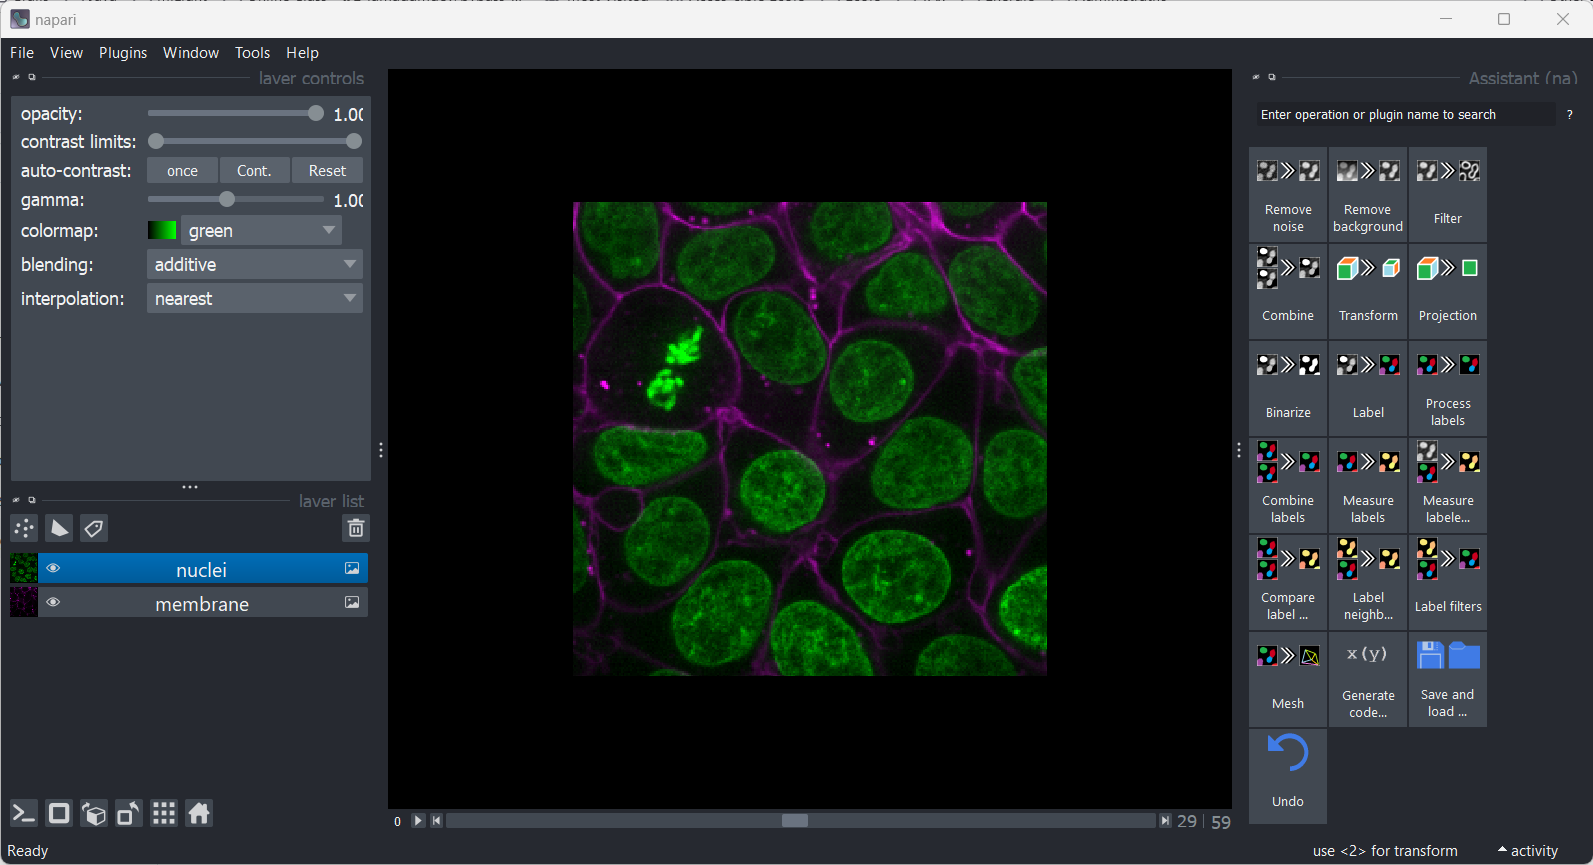 napari
File View Plugins Window Tools Help
layer controls
opacity: 1.00
contrast limits:
auto-contrast: once Cont. Reset
gamma: 1.00
colormap: green
blending: additive
interpolation: nearest
layer list
nuclei
membrane
0 29 59
Ready
Assistant (na)
Enter operation or plugin name to search ?
Remove noise
Remove background
Filter
Combine
Transform
Projection
Binarize
Label
Process labels
Combine labels
Measure labels
Measure labele...
Compare label ...
Label neighb...
Label filters
Mesh
x(y)
Generate code...
Save and load ...
Undo
use <2> for transform activity